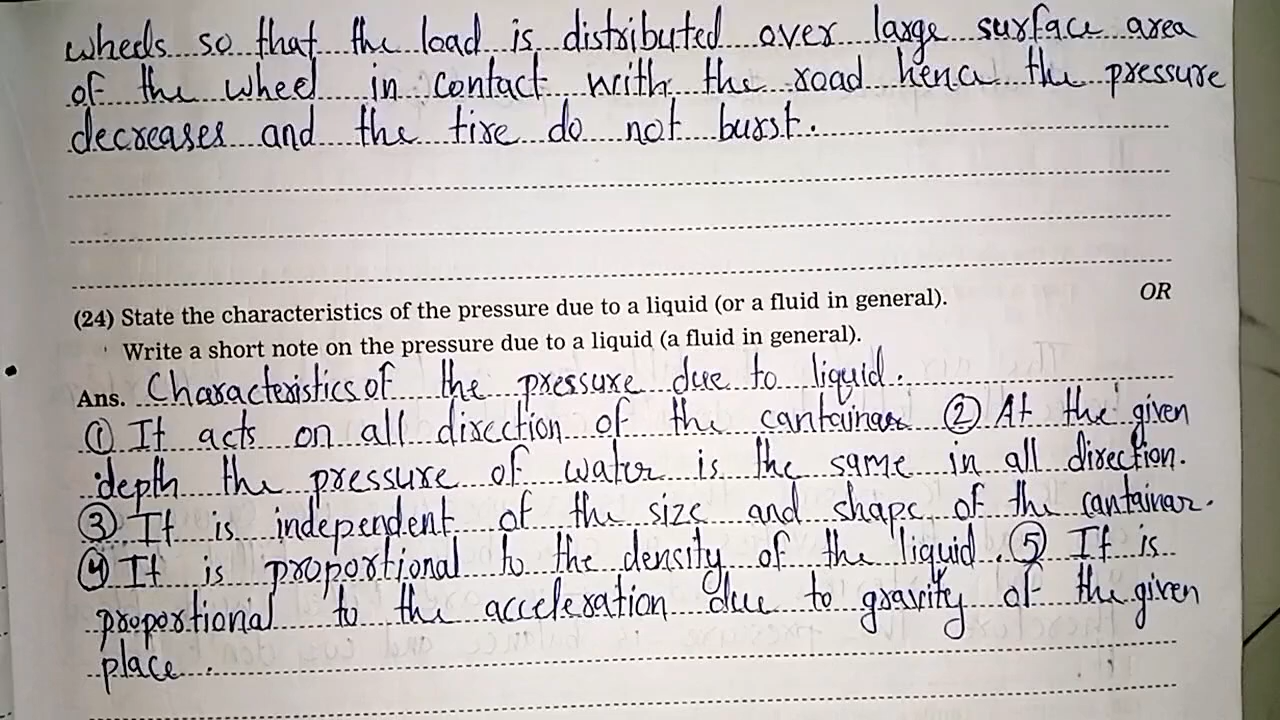 wheels so that the load is distributed over large surface area
of the wheel in contact with the road hence the pressure
decreases and the tire do not burst.
(24) State the characteristics of the pressure due to a liquid (or a fluid in general). OR
Write a short note on the pressure due to a liquid (a fluid in general).
Ans. Characteristics of the pressure due to liquid.
① It acts on all direction of the cantainar ② At the given
depth the pressure of water is the same in all direction.
③ It is independent of the size and shape of the cantainar.
④ It is proportional to the density of the liquid. ⑤ It is
proportional to the acceleration due to gravity of the given
place.